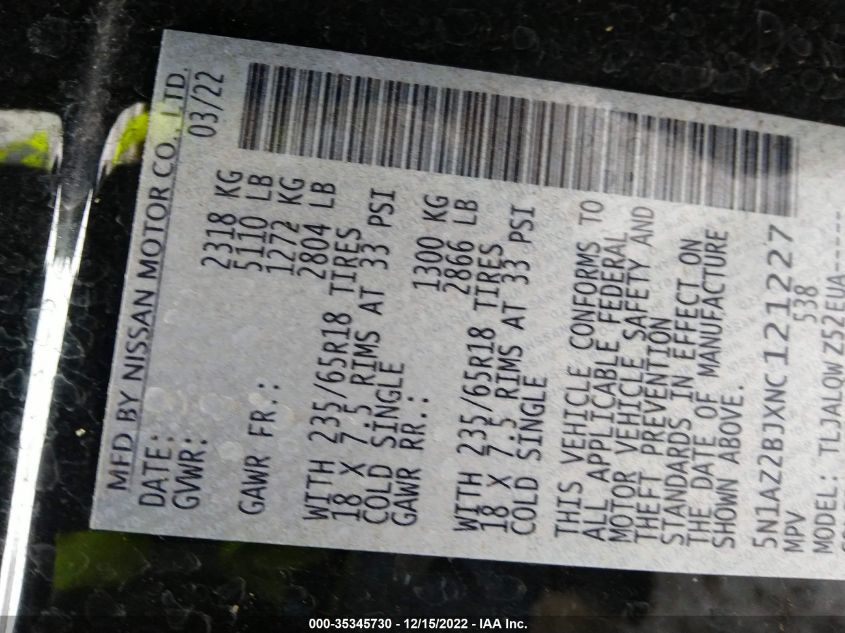 MFD BY NISSAN MOTOR CO., LTD.
DATE: 03/22
GVWR: 2318 KG
5110 LB
GAWR FR.: 1272 KG
2804 LB
WITH 235/65R18 TIRES
18 X 7.5 RIMS AT 33 PSI
COLD SINGLE
GAWR RR.: 1300 KG
2866 LB
WITH 235/65R18 TIRES
18 X 7.5 RIMS AT 33 PSI
COLD SINGLE
THIS VEHICLE CONFORMS TO
ALL APPLICABLE FEDERAL
MOTOR VEHICLE SAFETY AND
THEFT PREVENTION
STANDARDS IN EFFECT ON
THE DATE OF MANUFACTURE
SHOWN ABOVE.
5N1AZ2BJXNC121227
MPV 538
MODEL: TLJALQWZ52EUA-----
000-35345730 - 12/15/2022 - IAA Inc.